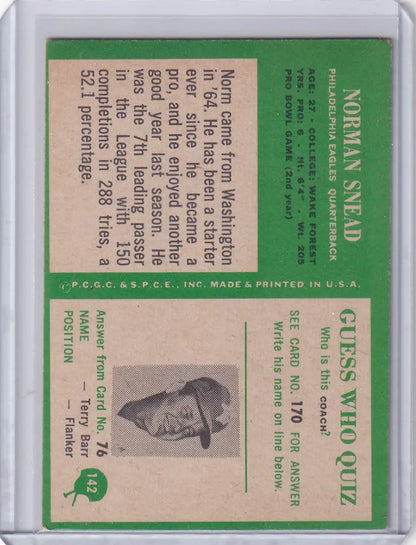 NORMAN SNEAD
PHILADELPHIA EAGLES QUARTERBACK
AGE: 27 - COLLEGE: WAKE FOREST
YRS. PRO: 6 - Ht. 6'4" - Wt. 205
PRO BOWL GAME (2nd year)
Norm came from Washington
in '64. He has been a starter
ever since he became a
pro, and he enjoyed another
good year last season. He
was the 7th leading passer
in the League with 150
completions in 288 tries, a
52.1 percentage.
©P.C.G.C. & S.P.C.E., INC. MADE & PRINTED IN U.S.A.
GUESS WHO QUIZ
Who is this COACH?
SEE CARD NO. 170 FOR ANSWER
Write his name on line below.
Answer from Card No. 76
NAME — Terry Barr
POSITION — Flanker
142